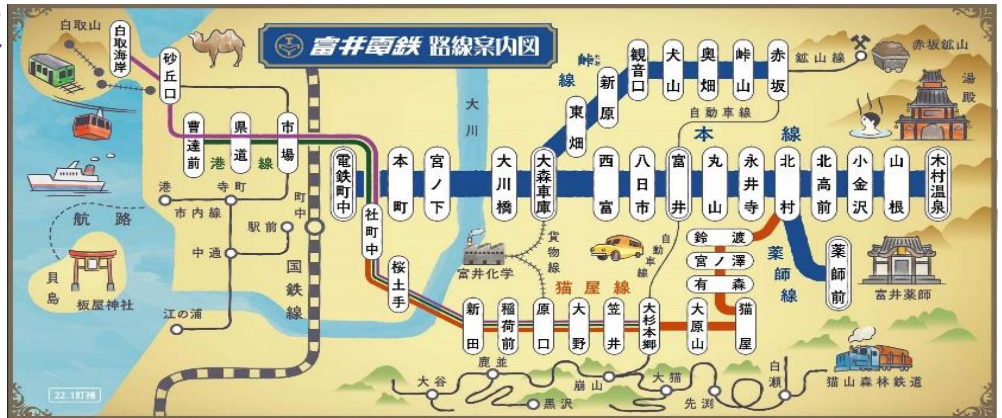 富井電鉄 路線案内図
白取山
白取海岸
砂丘口
曹達前
県道
市場
港線
電鉄町中
本町
宮ノ下
大川橋
大森車庫
西富
八日市
富井
丸山
永井寺
北村
北高前
小金沢
山根
木村温泉
本線
峠線
東畑
新原
観音口
犬山
奥畑
峠山
赤坂
鉱山線
赤坂鉱山
自動車線
湯殿
大川
社町中
桜土手
新田
稲荷前
原口
大野
笠井
大杉本郷
大原山
猫屋
有森
宮ノ澤
鈴渡
猫屋線
薬師線
薬師前
富井薬師
富井化学
貨物線
自動車線
港
寺町
市内線
中通
駅前
町中
江の浦
国鉄線
航路
貝島
板屋神社
大谷
鹿並
黒沢
崩山
大猫
先渕
白瀬
猫山森林鉄道